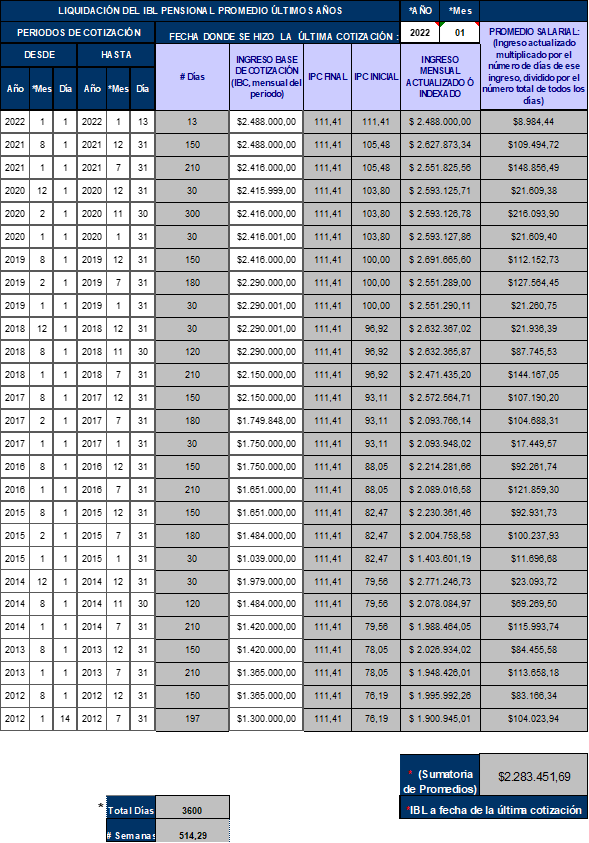 LIQUIDACIÓN DEL IBL PENSIONAL PROMEDIO ÚLTIMOS AÑOS *AÑO *Mes
PERIODOS DE COTIZACIÓN FECHA DONDE SE HIZO LA ÚLTIMA COTIZACIÓN : 2022 01
DESDE HASTA # Días INGRESO BASE DE COTIZACIÓN (IBC, mensual del periodo) IPC FINAL IPC INICIAL INGRESO MENSUAL ACTUALIZADO Ó INDEXADO PROMEDIO SALARIAL: (Ingreso actualizado multiplicado por el número de días de ese ingreso, dividido por el número total de todos los días)
Año *Mes Día Año *Mes Día
2022 1 1 2022 1 13 13 $2.488.000,00 111,41 111,41 $ 2.488.000,00 $8.984,44
2021 8 1 2021 12 31 150 $2.488.000,00 111,41 105,48 $ 2.627.873,34 $109.494,72
2021 1 1 2021 7 31 210 $2.416.000,00 111,41 105,48 $ 2.551.825,56 $148.856,49
2020 12 1 2020 12 31 30 $2.415.999,00 111,41 103,80 $ 2.593.125,71 $21.609,38
2020 2 1 2020 11 30 300 $2.416.000,00 111,41 103,80 $ 2.593.126,78 $216.093,90
2020 1 1 2020 1 31 30 $2.416.001,00 111,41 103,80 $ 2.593.127,86 $21.609,40
2019 8 1 2019 12 31 150 $2.416.000,00 111,41 100,00 $ 2.691.665,60 $112.152,73
2019 2 1 2019 7 31 180 $2.290.000,00 111,41 100,00 $ 2.551.289,00 $127.564,45
2019 1 1 2019 1 31 30 $2.290.001,00 111,41 100,00 $ 2.551.290,11 $21.260,75
2018 12 1 2018 12 31 30 $2.290.001,00 111,41 96,92 $ 2.632.367,02 $21.936,39
2018 8 1 2018 11 30 120 $2.290.000,00 111,41 96,92 $ 2.632.365,87 $87.745,53
2018 1 1 2018 7 31 210 $2.150.000,00 111,41 96,92 $ 2.471.435,20 $144.167,05
2017 8 1 2017 12 31 150 $2.150.000,00 111,41 93,11 $ 2.572.564,71 $107.190,20
2017 2 1 2017 7 31 180 $1.749.848,00 111,41 93,11 $ 2.093.766,14 $104.688,31
2017 1 1 2017 1 31 30 $1.750.000,00 111,41 93,11 $ 2.093.948,02 $17.449,57
2016 8 1 2016 12 31 150 $1.750.000,00 111,41 88,05 $ 2.214.281,66 $92.261,74
2016 1 1 2016 7 31 210 $1.651.000,00 111,41 88,05 $ 2.089.016,58 $121.859,30
2015 8 1 2015 12 31 150 $1.651.000,00 111,41 82,47 $ 2.230.361,46 $92.931,73
2015 2 1 2015 7 31 180 $1.484.000,00 111,41 82,47 $ 2.004.758,58 $100.237,93
2015 1 1 2015 1 31 30 $1.039.000,00 111,41 82,47 $ 1.403.601,19 $11.696,68
2014 12 1 2014 12 31 30 $1.979.000,00 111,41 79,56 $ 2.771.246,73 $23.093,72
2014 8 1 2014 11 30 120 $1.484.000,00 111,41 79,56 $ 2.078.084,97 $69.269,50
2014 1 1 2014 7 31 210 $1.420.000,00 111,41 79,56 $ 1.988.464,05 $115.993,74
2013 8 1 2013 12 31 150 $1.420.000,00 111,41 78,05 $ 2.026.934,02 $84.455,58
2013 1 1 2013 7 31 210 $1.365.000,00 111,41 78,05 $ 1.948.426,01 $113.658,18
2012 8 1 2012 12 31 150 $1.365.000,00 111,41 76,19 $ 1.995.992,26 $83.166,34
2012 1 14 2012 7 31 197 $1.300.000,00 111,41 76,19 $ 1.900.945,01 $104.023,94
* (Sumatoria de Promedios) $2.283.451,69
* Total Días 3600 *IBL a fecha de la última cotización
# Semanas 514,29